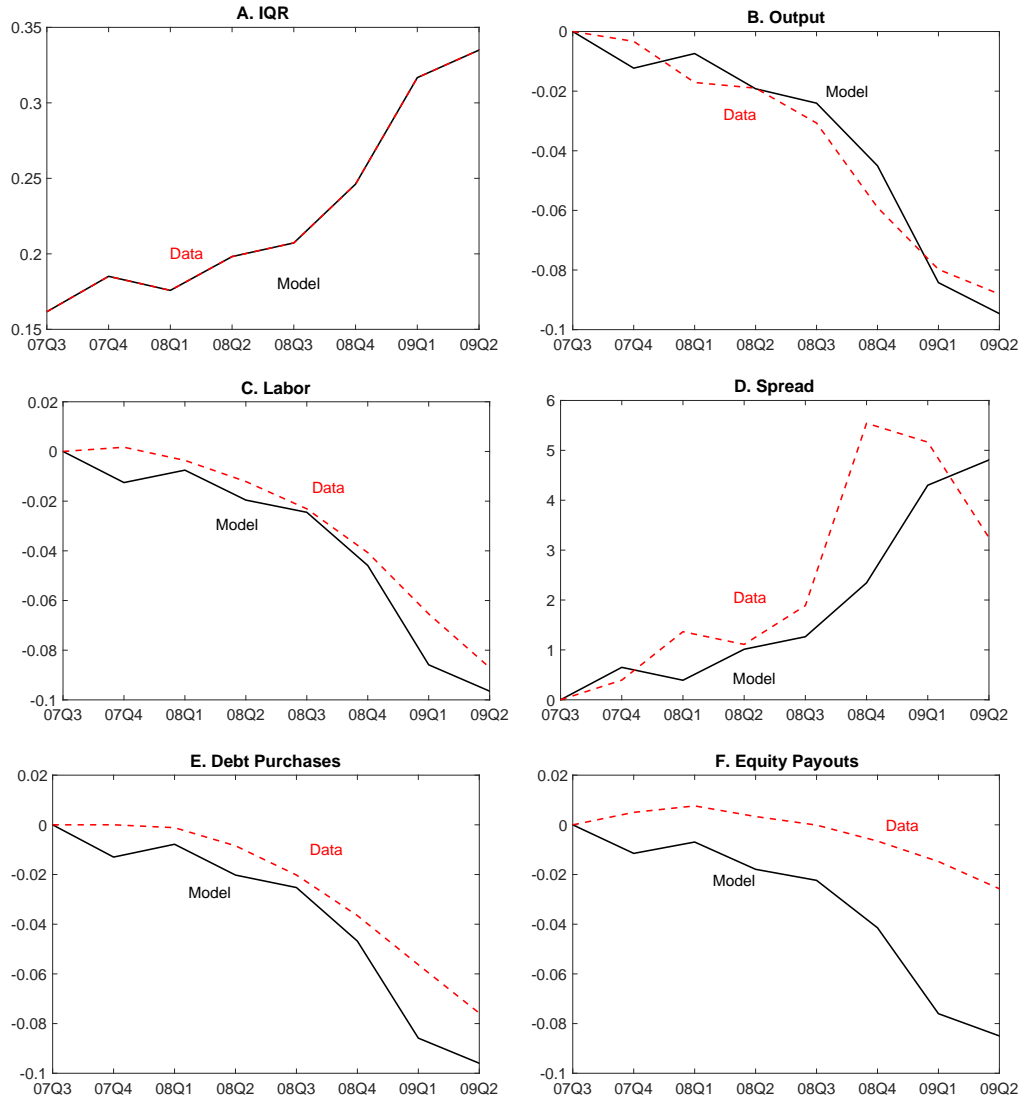 A. IQR
0.35
0.3
0.25
0.2
0.15
Data
Model
07Q3 07Q4 08Q1 08Q2 08Q3 08Q4 09Q1 09Q2
B. Output
0
-0.02
-0.04
-0.06
-0.08
-0.1
Model
Data
07Q3 07Q4 08Q1 08Q2 08Q3 08Q4 09Q1 09Q2
C. Labor
0.02
0
-0.02
-0.04
-0.06
-0.08
-0.1
Data
Model
07Q3 07Q4 08Q1 08Q2 08Q3 08Q4 09Q1 09Q2
D. Spread
6
5
4
3
2
1
0
Data
Model
07Q3 07Q4 08Q1 08Q2 08Q3 08Q4 09Q1 09Q2
E. Debt Purchases
0.02
0
-0.02
-0.04
-0.06
-0.08
-0.1
Data
Model
07Q3 07Q4 08Q1 08Q2 08Q3 08Q4 09Q1 09Q2
F. Equity Payouts
0.02
0
-0.02
-0.04
-0.06
-0.08
-0.1
Data
Model
07Q3 07Q4 08Q1 08Q2 08Q3 08Q4 09Q1 09Q2